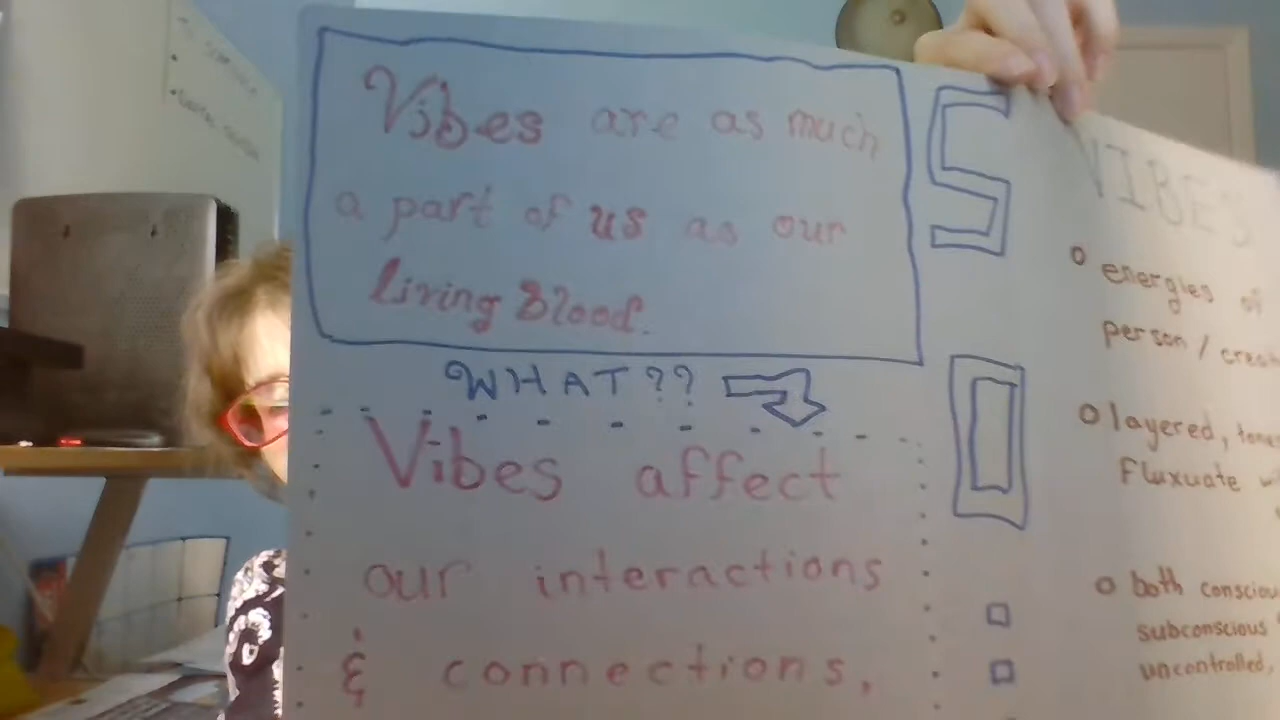 Vibes are as much
a part of us as our
living Blood.
WHAT??
Vibes affect
our interactions
& connections,
SO
VIBES
energies of
person /
layered,
Fluxuate
both
subconscious
uncontrolled,